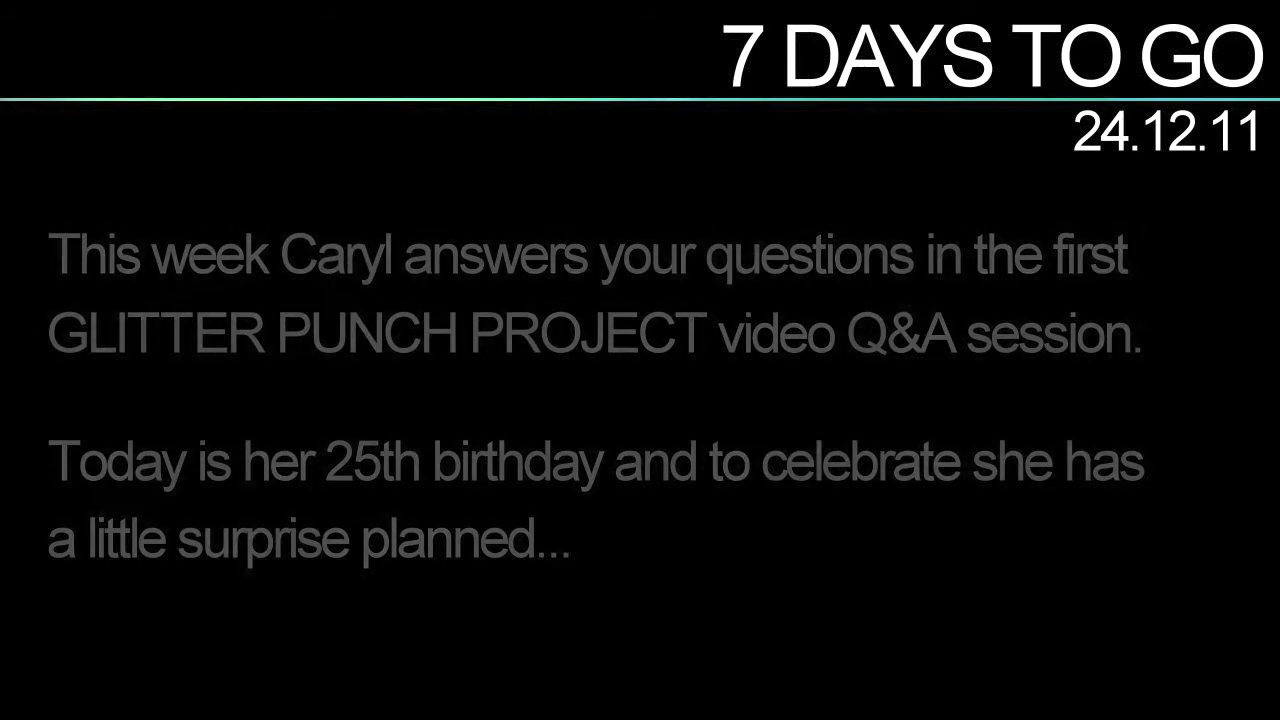 7 DAYS TO GO
24.12.11
This week Caryl answers your questions in the first
GLITTER PUNCH PROJECT video Q&A session.
Today is her 25th birthday and to celebrate she has
a little surprise planned...